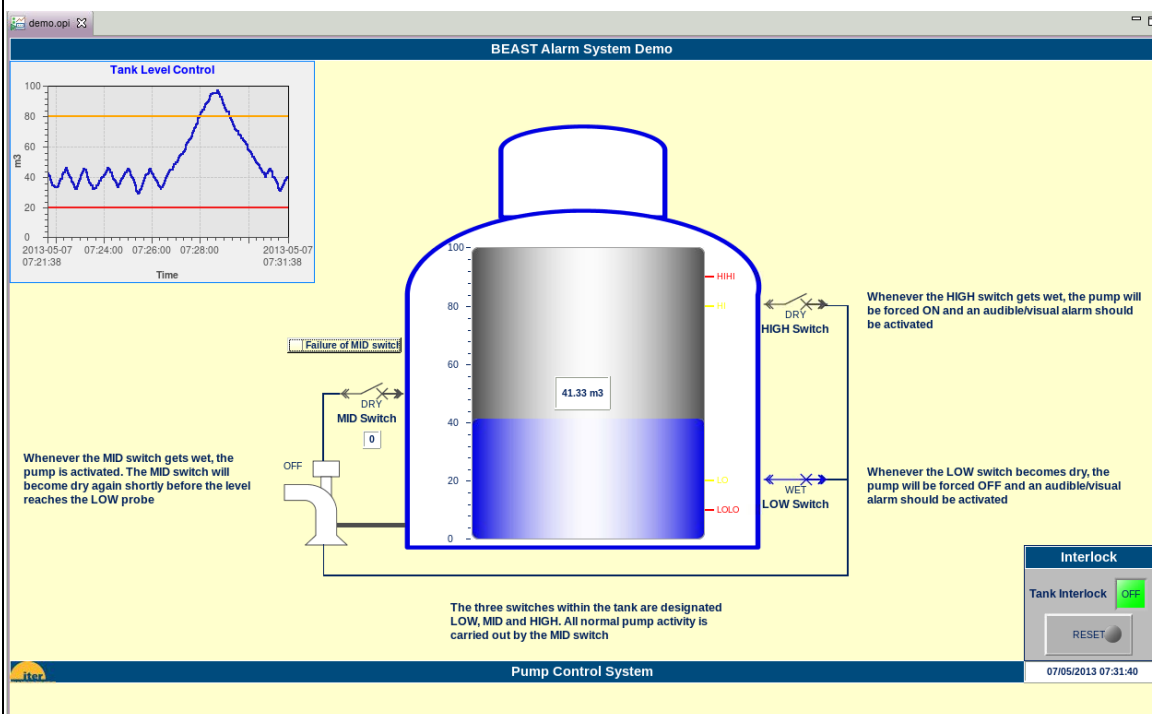 demo.opi
BEAST Alarm System Demo
Tank Level Control
100
80
60
40
20
0
m3
2013-05-07
07:21:38
07:24:00
07:26:00
07:28:00
2013-05-07
07:31:38
Time
100
80
60
40
20
0
HIHI
HI
LO
LOLO
41.33 m3
Failure of MID switch
DRY
MID Switch
0
OFF
Whenever the MID switch gets wet, the
pump is activated. The MID switch will
become dry again shortly before the level
reaches the LOW probe
DRY
HIGH Switch
Whenever the HIGH switch gets wet, the pump will
be forced ON and an audible/visual alarm should
be activated
WET
LOW Switch
Whenever the LOW switch becomes dry, the
pump will be forced OFF and an audible/visual
alarm should be activated
The three switches within the tank are designated
LOW, MID and HIGH. All normal pump activity is
carried out by the MID switch
Interlock
Tank Interlock
OFF
RESET
iter
Pump Control System
07/05/2013 07:31:40